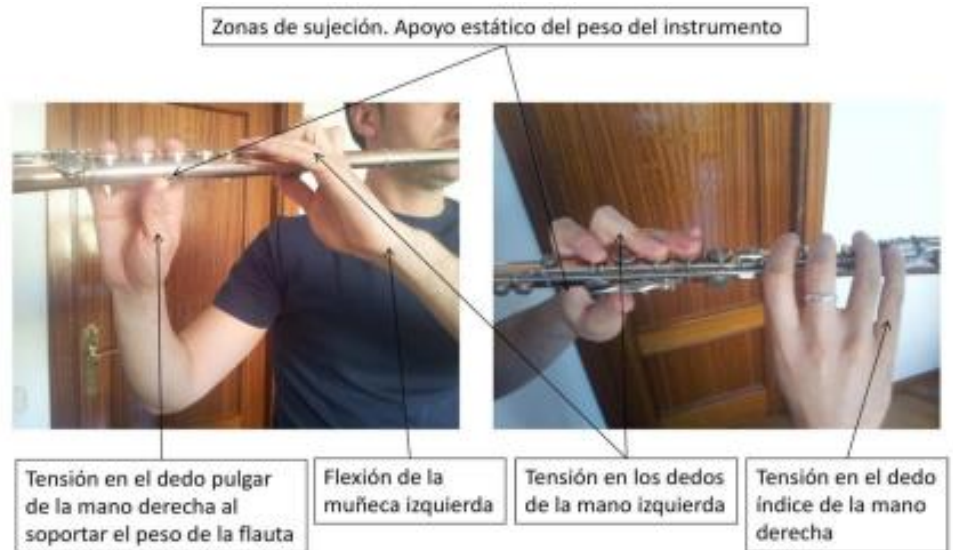 Zonas de sujeción. Apoyo estático del peso del instrumento
Tensión en el dedo pulgar
de la mano derecha al
soportar el peso de la flauta
Flexión de la
muñeca izquierda
Tensión en los dedos
de la mano izquierda
Tensión en el dedo
índice de la mano
derecha